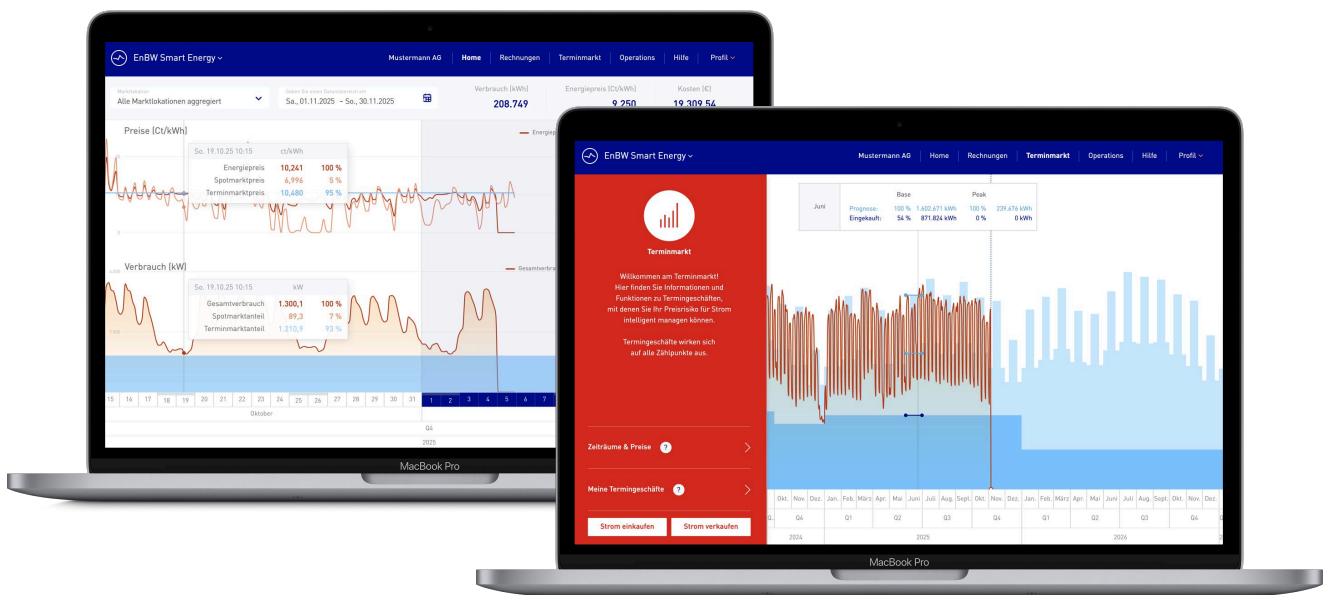 EnBW Smart Energy
Mustermann AG
Home
Rechnungen
Terminmarkt
Operations
Hilfe
Profil
Marktlokation
Alle Marktlokationen aggregiert
Sa., 01.11.2025 – So., 30.11.2025
Verbrauch (kWh)
208.749
Energiepreis (Ct/kWh)
9,250
Kosten (€)
19.309,54
Preise (Ct/kWh)
So. 19.10.25 10:15 ct/kWh
Energiepreis 10,241 100 %
Spotmarktpreis 6,996 5 %
Terminmarktpreis 10,480 95 %
0
Verbrauch (kW)
So. 19.10.25 10:15 kW
Gesamtverbrauch 1.300,1 100 %
Spotmarktanteil 89,3 7 %
Terminmarktanteil 1.210,9 93 %
15 16 17 18 19 20 21 22 23 24 25 26 27 28 29 30 31 1 2 3 4 5 6 7
Oktober
Q4
2025
MacBook Pro
EnBW Smart Energy
Mustermann AG
Home
Rechnungen
Terminmarkt
Operations
Hilfe
Profil
Terminmarkt
Willkommen am Terminmarkt!
Hier finden Sie Informationen und
Funktionen zu Termingeschäften,
mit denen Sie Ihr Preisrisiko für Strom
intelligent managen können.
Termingeschäfte wirken sich
auf alle Zählpunkte aus.
Zeiträume & Preise ?
Meine Termingeschäfte ?
Strom einkaufen
Strom verkaufen
Juni
Base Peak
Prognose: 100 % 1.602.671 kWh 100 % 239.676 kWh
Eingekauft: 54 % 871.824 kWh 0 % 0 kWh
Okt. Nov. Dez. Jan. Feb. März Apr. Mai Juni Juli Aug. Sept. Okt. Nov. Dez. Jan. Feb. März Apr. Mai Juni Juli Aug. Sept. Okt. Nov. Dez.
Q4 Q1 Q2 Q3 Q4 Q1 Q2 Q3 Q4
2024 2025 2026
MacBook Pro